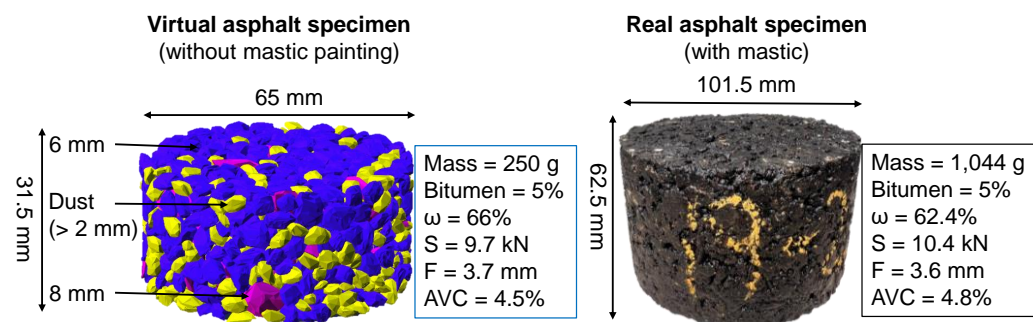 Virtual asphalt specimen
(without mastic painting)
65 mm
31.5 mm
6 mm
Dust
(> 2 mm)
8 mm
Mass = 250 g
Bitumen = 5%
ω = 66%
S = 9.7 kN
F = 3.7 mm
AVC = 4.5%
Real asphalt specimen
(with mastic)
101.5 mm
62.5 mm
Mass = 1,044 g
Bitumen = 5%
ω = 62.4%
S = 10.4 kN
F = 3.6 mm
AVC = 4.8%